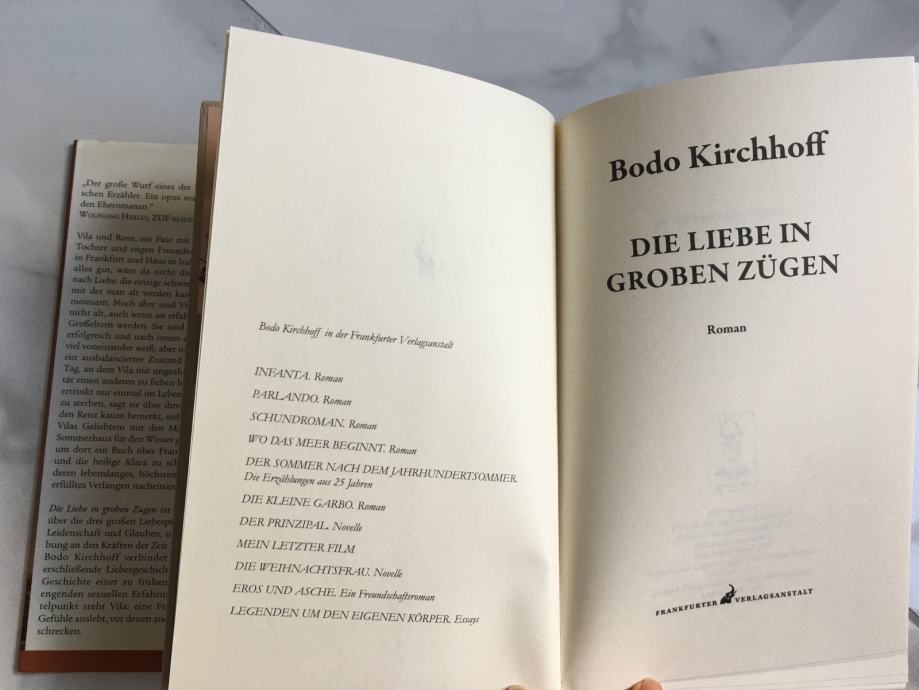 „Der große Wurf eines der
schen Erzähler. Ein opus ma
den Eheromanen.“
WOLFGANG HERLES, ZDF BLAUE
Vila und Renz, ein Paar mit
Tochter und engen Freunde
in Frankfurt und Haus in Ital
alles gut, wäre da nicht di
nach Liebe: die einzige schwe
mit der man alt werden kan
meinsam. Noch aber sind Vi
nicht alt, auch wenn sie erfah
Großeltern werden. Sie sind
erfolgreich und nach innen
viel voneinander weiß, aber n
ein ausbalancierter Zustand
Tag, an dem Vila mit ungeah
tät einen anderen zu lieben b
ertrinkt nur einmal im Leben
zu sterben, sagt sie über ihre
den Renz kaum bemerkt, sieh
Vilas Geliebtem nur den Ma
Sommerhaus für den Winter
um dort ein Buch über Fran
und die heilige Klara zu sch
deren lebenslanges, höchsten
erfülltes Verlangen nacheinan
Die Liebe in groben Zügen ist
über die drei großen Liebesp
Leidenschaft und Glauben, u
bung an den Kräften der Zeit.
Bodo Kirchhoff verbindet
erschließende Liebesgeschich
Geschichte einer zu frühen
engenden sexuellen Erfahru
telpunkt steht Vila: eine Fr
Gefühle auslebt, vor denen an
schrecken.
Bodo Kirchhoff in der Frankfurter Verlagsanstalt
INFANTA. Roman
PARLANDO. Roman
SCHUNDROMAN. Roman
WO DAS MEER BEGINNT. Roman
DER SOMMER NACH DEM JAHRHUNDERTSOMMER.
Die Erzählungen aus 25 Jahren
DIE KLEINE GARBO. Roman
DER PRINZIPAL. Novelle
MEIN LETZTER FILM
DIE WEIHNACHTSFRAU. Novelle
EROS UND ASCHE. Ein Freundschaftsroman
LEGENDEN UM DEN EIGENEN KÖRPER. Essays
Bodo Kirchhoff
DIE LIEBE IN
GROBEN ZÜGEN
Roman
FRANKFURTER VERLAGSANSTALT